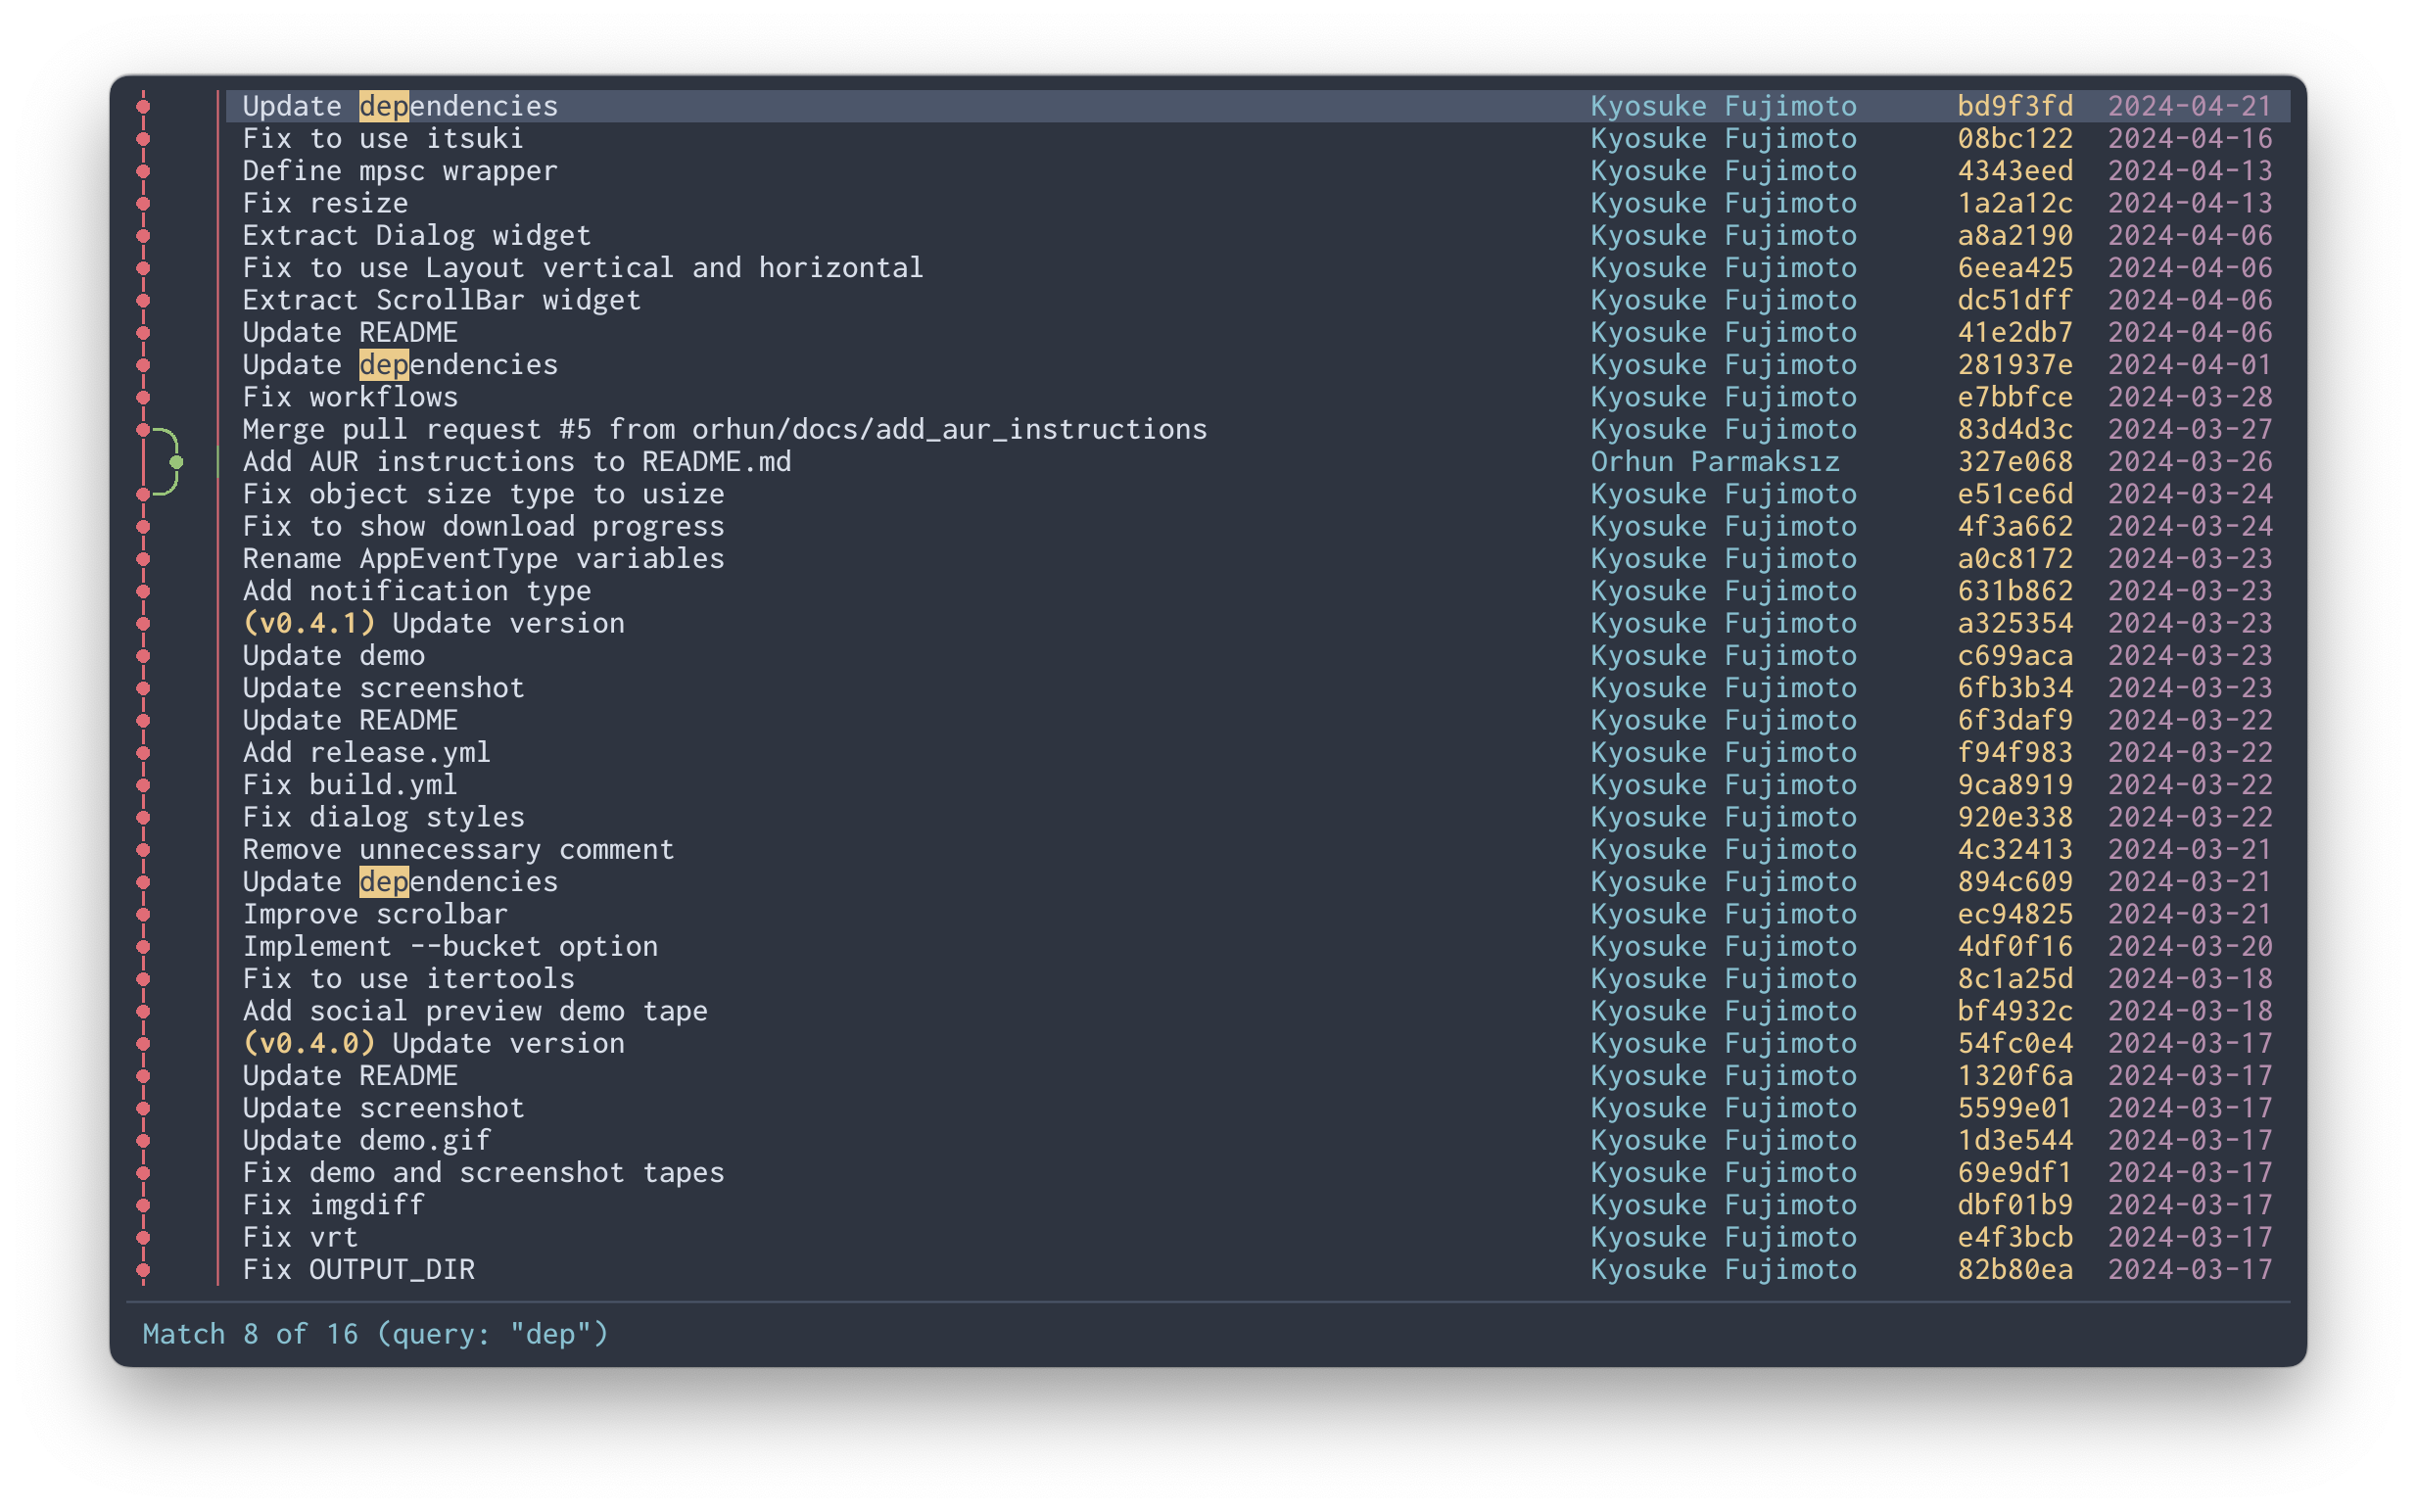 Update dependencies Kyosuke Fujimoto bd9f3fd 2024-04-21
Fix to use itsuki Kyosuke Fujimoto 08bc122 2024-04-16
Define mpsc wrapper Kyosuke Fujimoto 4343eed 2024-04-13
Fix resize Kyosuke Fujimoto 1a2a12c 2024-04-13
Extract Dialog widget Kyosuke Fujimoto a8a2190 2024-04-06
Fix to use Layout vertical and horizontal Kyosuke Fujimoto 6eea425 2024-04-06
Extract ScrollBar widget Kyosuke Fujimoto dc51dff 2024-04-06
Update README Kyosuke Fujimoto 41e2db7 2024-04-06
Update dependencies Kyosuke Fujimoto 281937e 2024-04-01
Fix workflows Kyosuke Fujimoto e7bbfce 2024-03-28
Merge pull request #5 from orhun/docs/add_aur_instructions Kyosuke Fujimoto 83d4d3c 2024-03-27
Add AUR instructions to README.md Orhun Parmaksız 327e068 2024-03-26
Fix object size type to usize Kyosuke Fujimoto e51ce6d 2024-03-24
Fix to show download progress Kyosuke Fujimoto 4f3a662 2024-03-24
Rename AppEventType variables Kyosuke Fujimoto a0c8172 2024-03-23
Add notification type Kyosuke Fujimoto 631b862 2024-03-23
(v0.4.1) Update version Kyosuke Fujimoto a325354 2024-03-23
Update demo Kyosuke Fujimoto c699aca 2024-03-23
Update screenshot Kyosuke Fujimoto 6fb3b34 2024-03-23
Update README Kyosuke Fujimoto 6f3daf9 2024-03-22
Add release.yml Kyosuke Fujimoto f94f983 2024-03-22
Fix build.yml Kyosuke Fujimoto 9ca8919 2024-03-22
Fix dialog styles Kyosuke Fujimoto 920e338 2024-03-22
Remove unnecessary comment Kyosuke Fujimoto 4c32413 2024-03-21
Update dependencies Kyosuke Fujimoto 894c609 2024-03-21
Improve scrolbar Kyosuke Fujimoto ec94825 2024-03-21
Implement --bucket option Kyosuke Fujimoto 4df0f16 2024-03-20
Fix to use itertools Kyosuke Fujimoto 8c1a25d 2024-03-18
Add social preview demo tape Kyosuke Fujimoto bf4932c 2024-03-18
(v0.4.0) Update version Kyosuke Fujimoto 54fc0e4 2024-03-17
Update README Kyosuke Fujimoto 1320f6a 2024-03-17
Update screenshot Kyosuke Fujimoto 5599e01 2024-03-17
Update demo.gif Kyosuke Fujimoto 1d3e544 2024-03-17
Fix demo and screenshot tapes Kyosuke Fujimoto 69e9df1 2024-03-17
Fix imgdiff Kyosuke Fujimoto dbf01b9 2024-03-17
Fix vrt Kyosuke Fujimoto e4f3bcb 2024-03-17
Fix OUTPUT_DIR Kyosuke Fujimoto 82b80ea 2024-03-17
Match 8 of 16 (query: "dep")